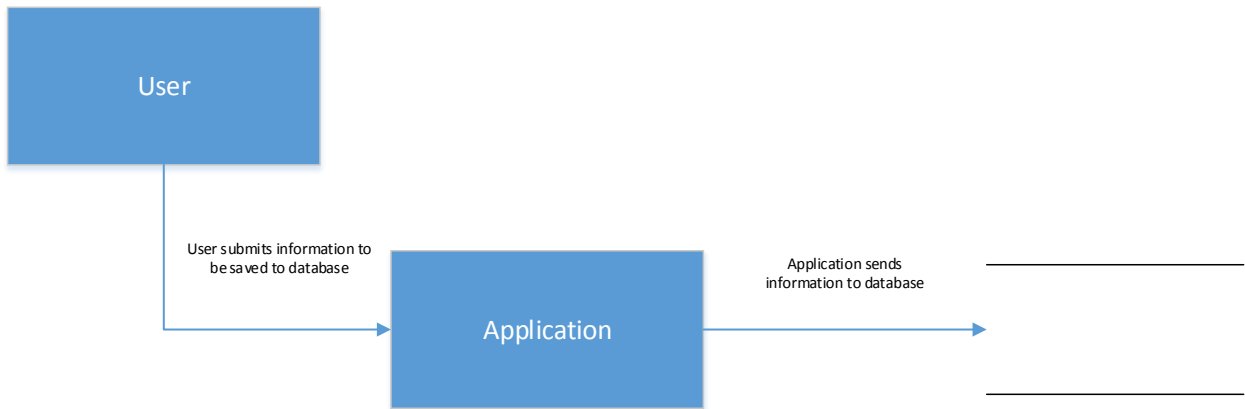 User
User submits information to
be saved to database
Application sends
information to database
Application